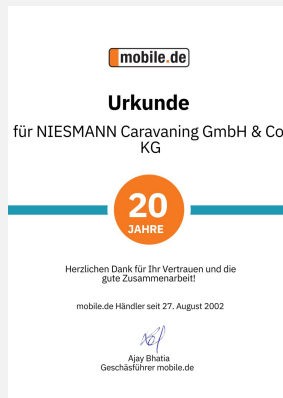 mobile.de
Urkunde
für NIESMANN Caravaning GmbH & Co
KG
20
JAHRE
Herzlichen Dank für Ihr Vertrauen und die
gute Zusammenarbeit!
mobile.de Händler seit 27. August 2002
Ajay Bhatia
Geschäsführer mobile.de